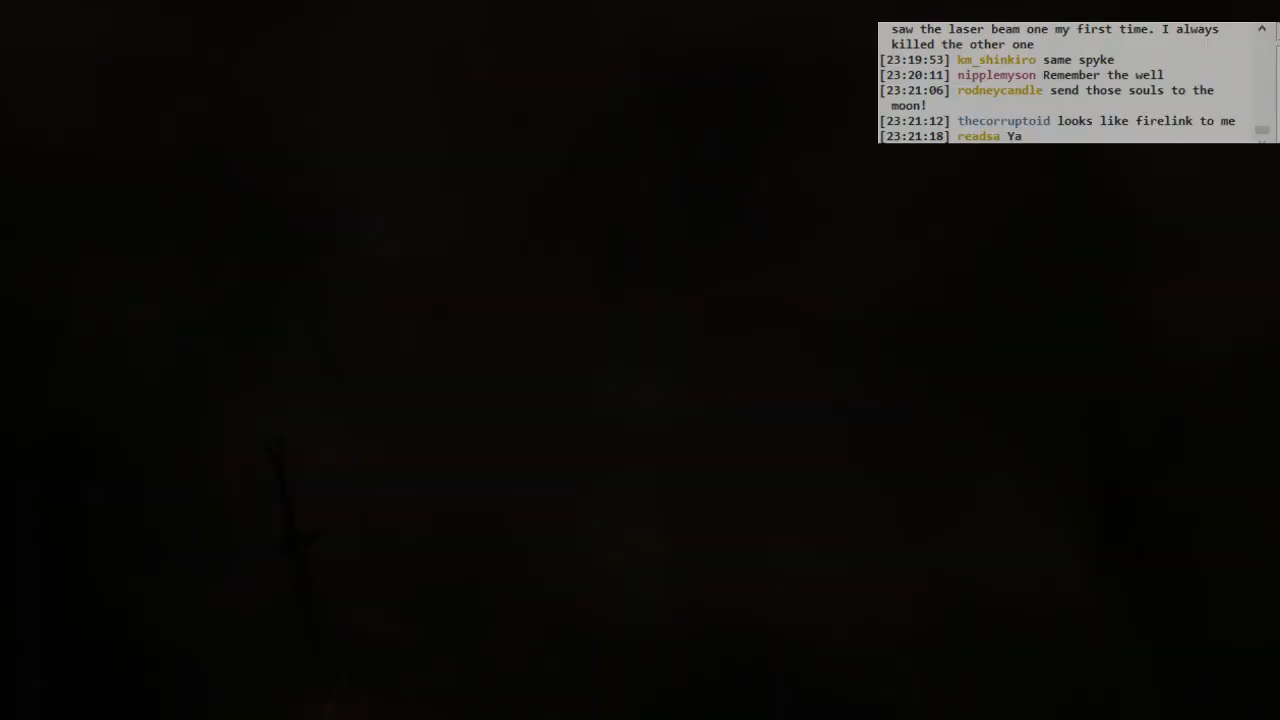 saw the laser beam one my first time. I always
killed the other one
[23:19:53] km_shinkiro same spyke
[23:20:11] nipplemyson Remember the well
[23:21:06] rodneycandle send those souls to the
moon!
[23:21:12] thecorruptoid looks like firelink to me
[23:21:18] readsa Ya